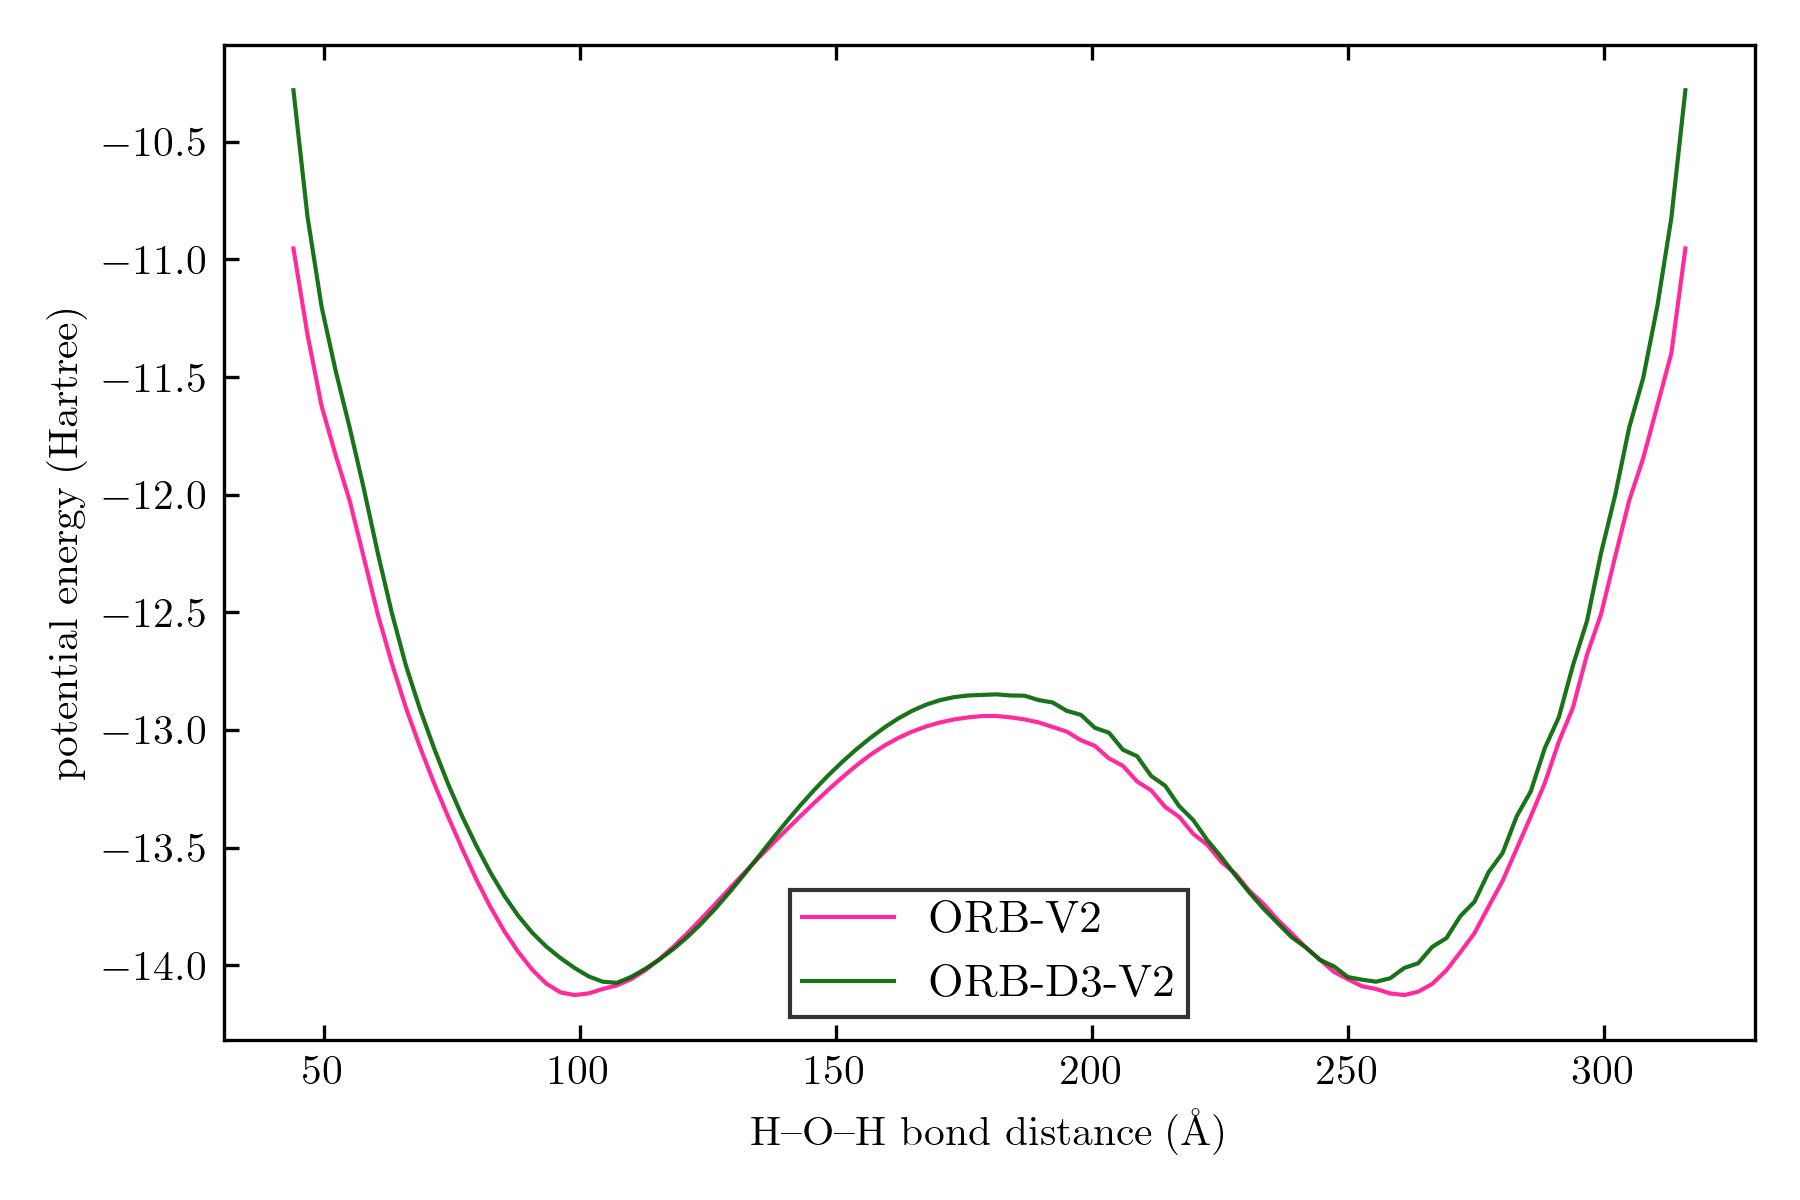 potential energy (Hartree)
−10.5
−11.0
−11.5
−12.0
−12.5
−13.0
−13.5
−14.0
ORB-V2
ORB-D3-V2
50 100 150 200 250 300
H–O–H bond distance (Å)